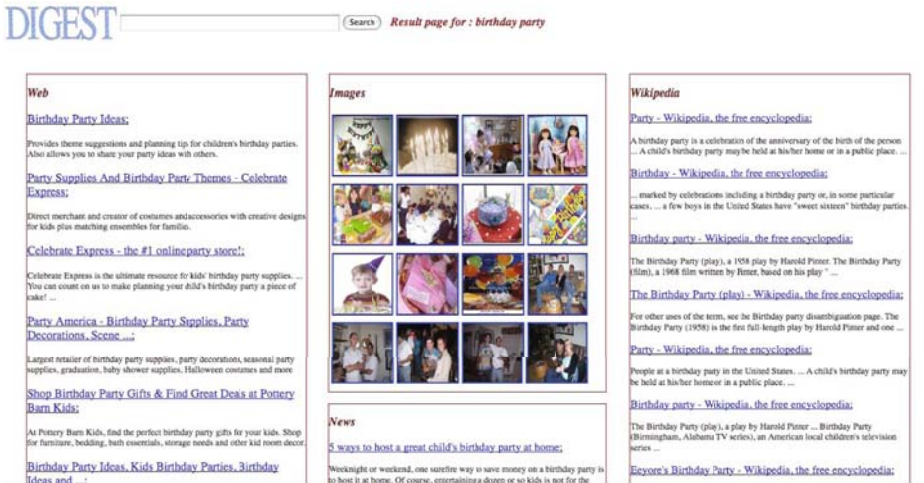 DIGEST
Search
Result page for : birthday party
Web
Birthday Party Ideas:
Provides theme suggestions and planning tip. for children's birthday parties.
Also allows you to share your party ideas with others.
Party Supplies And Birthday Party Themes - Celebrate
Express:
Direct merchant and creator of costumes andaccessories with creative designs
for kids plus matching ensembles for familio.
Celebrate Express - the #1 onlineparty store!:
Celebrate Express is the ultimate resource fo kids' birthday party supplies. ...
You can count on us to make planning your child's birthday party a piece of
cake! ...
Party America - Birthday Party Supplies, Party
Decorations, Scene ...:
Largest retailer of birthday party supplies, party decorations, seasonal party
supplies, graduation, baby shower supplies, Halloween costumes and more
Shop Birthday Party Gifts & Find Great Deals at Pottery
Barn Kids:
At Pottery Barn Kids, find the perfect birthday party gifts for your kids. Shop
for furniture, bedding, bath essentials, storage needs and other kid room decor.
Birthday Party Ideas, Kids Birthday Parties, Birthday
Ideas and ...:
Images
News
5 ways to host a great child's birthday party at home:
Weeknight or weekend, one surefire way to save money on a birthday party is
to host it at home. Of course, entertaining a dozen or so kids is not for the
Wikipedia
Party - Wikipedia, the free encyclopedia:
A birthday party is a celebration of the anniversary of the birth of the person
... A child's birthday party may be held at his/her home or in a public place. ...
Birthday - Wikipedia, the free encyclopedia:
... marked by celebrations including a birthday party or, in some particular
cases, ... a few boys in the United States have "sweet sixteen" birthday parties.
...
Birthday party - Wikipedia, the free encyclopedia:
The Birthday Party (play), a 1958 play by Harold Pinter. The Birthday Party
(film), a 1968 film written by Pinter, based on his play " ...
The Birthday Party (play) - Wikipedia, the free encyclopedia:
For other uses of the term, see he Birthday party disambiguation page. The
Birthday Party (1958) is the first full-length play by Harold Pinter and one ...
Party - Wikipedia, the free encyclopedia:
People at a birthday party in the United States. ... A child's birthday party may
be held at his/her home or in a public place. ...
Birthday party - Wikipedia, the free encyclopedia:
The Birthday Party (play), a play by Harold Pinter ... Birthday Party
(Birmingham, Alabama TV series), an American local children's television
series ...
Eeyore's Birthday Party - Wikipedia, the free encyclopedia: